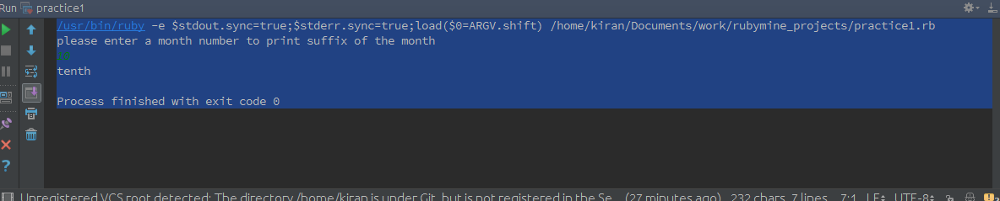 Run practice1
/usr/bin/ruby -e $stdout.sync=true;$stderr.sync=true;load($0=ARGV.shift) /home/kiran/Documents/work/rubymine_projects/practice1.rb
please enter a month number to print suffix of the month
10
tenth
Process finished with exit code 0
Unregistered VCS root detected: The directory /home/kiran is under Git, but is not registered in the Se... (27 minutes ago) 232 chars, 7 lines 7:1 LF UTF-8